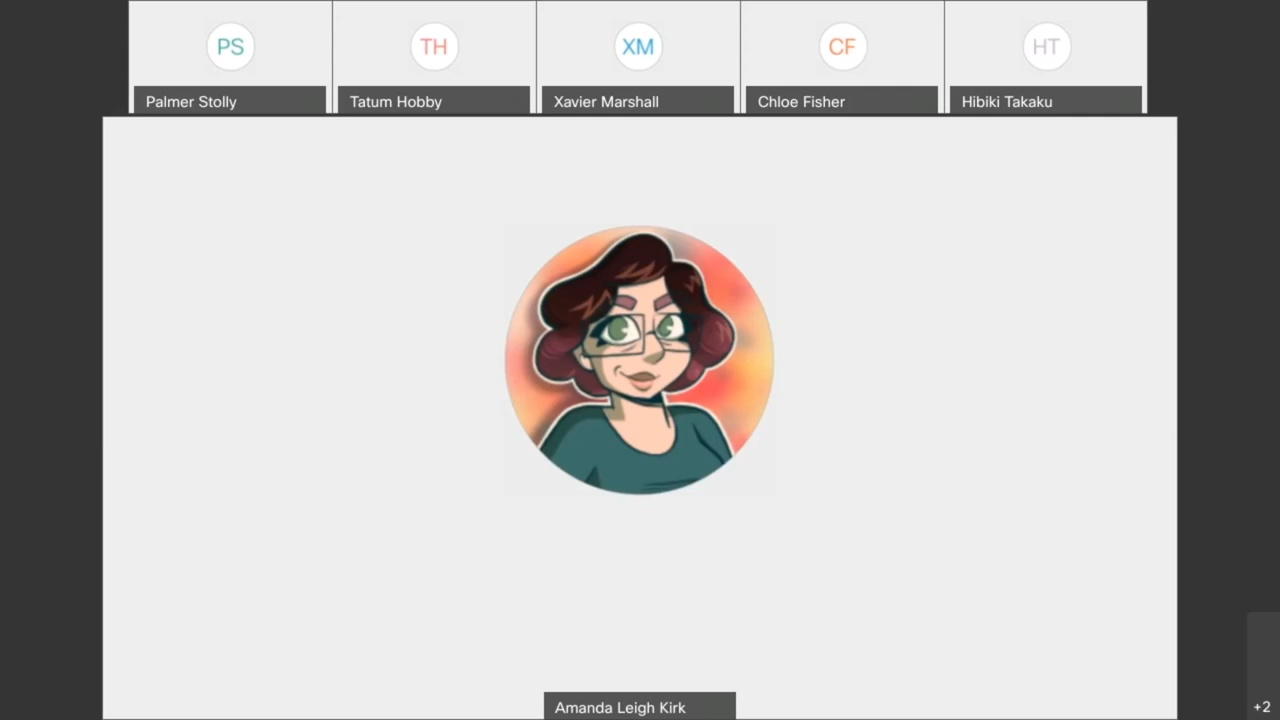 PS
TH
XM
CF
HT
Palmer Stolly
Tatum Hobby
Xavier Marshall
Chloe Fisher
Hibiki Takaku
Amanda Leigh Kirk
+2